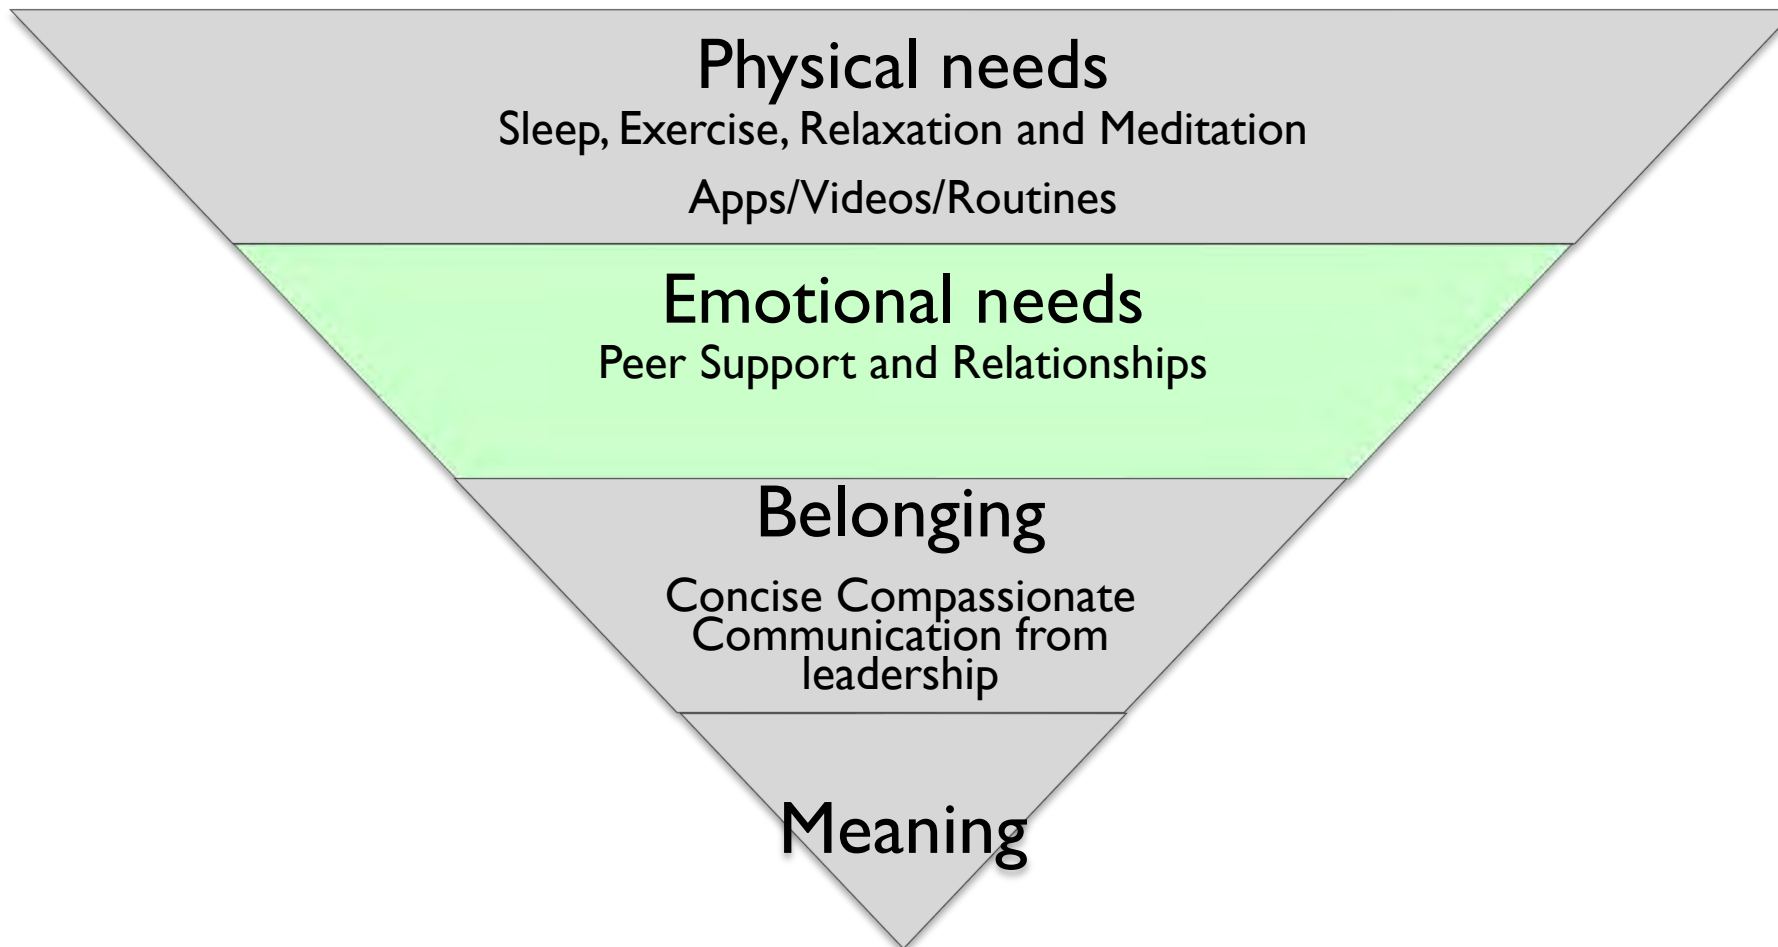 Physical needs
Sleep, Exercise, Relaxation and Meditation
Apps/Videos/Routines
Emotional needs
Peer Support and Relationships
Belonging
Concise Compassionate
Communication from
leadership
Meaning